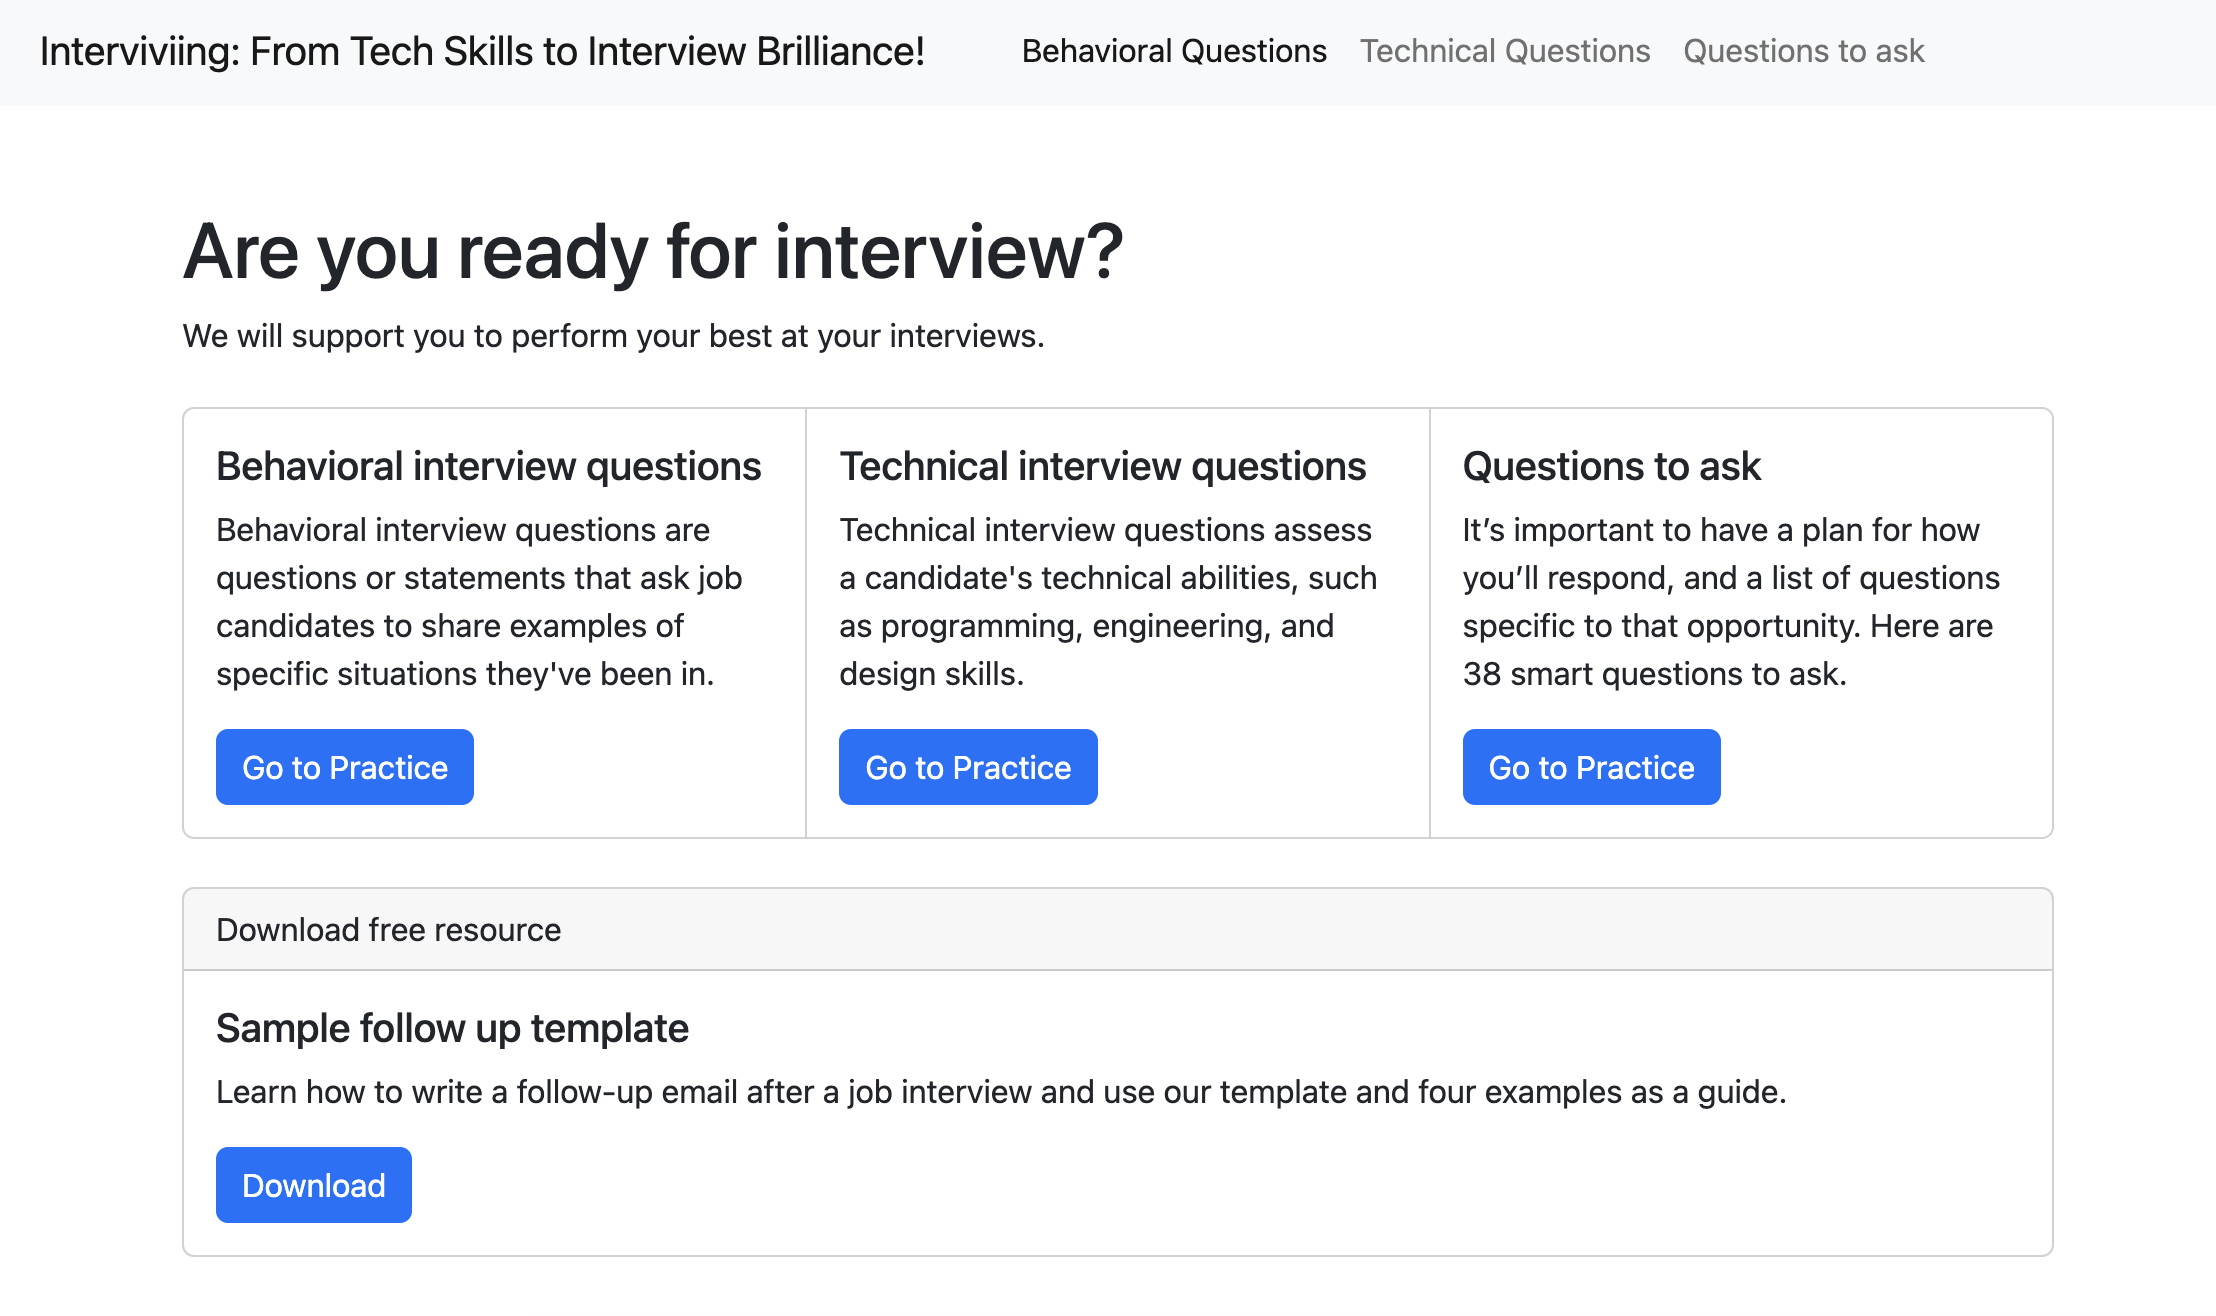 Interviviing: From Tech Skills to Interview Brilliance!
Behavioral Questions
Technical Questions
Questions to ask
Are you ready for interview?
We will support you to perform your best at your interviews.
Behavioral interview questions
Behavioral interview questions are
questions or statements that ask job
candidates to share examples of
specific situations they've been in.
Go to Practice
Technical interview questions
Technical interview questions assess
a candidate's technical abilities, such
as programming, engineering, and
design skills.
Go to Practice
Questions to ask
It’s important to have a plan for how
you’ll respond, and a list of questions
specific to that opportunity. Here are
38 smart questions to ask.
Go to Practice
Download free resource
Sample follow up template
Learn how to write a follow-up email after a job interview and use our template and four examples as a guide.
Download